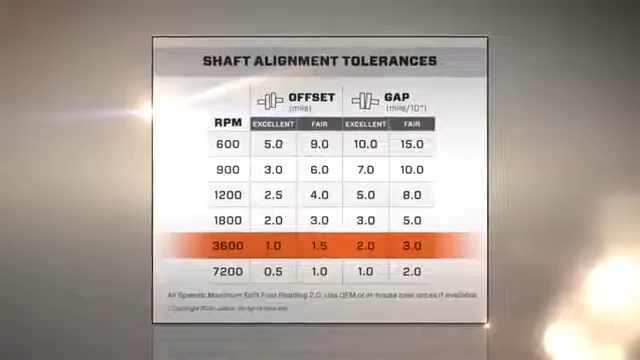 SHAFT ALIGNMENT TOLERANCES
OFFSET GAP
(mils) (mils/10")
RPM EXCELLENT FAIR EXCELLENT FAIR
600 5.0 9.0 10.0 15.0
900 3.0 6.0 7.0 10.0
1200 2.5 4.0 5.0 8.0
1800 2.0 3.0 3.0 5.0
3600 1.0 1.5 2.0 3.0
7200 0.5 1.0 1.0 2.0
All Speeds: Maximum Soft Foot Reading 2.0. Use OEM or in-house tolerances if available.
Copyright All rights reserved.